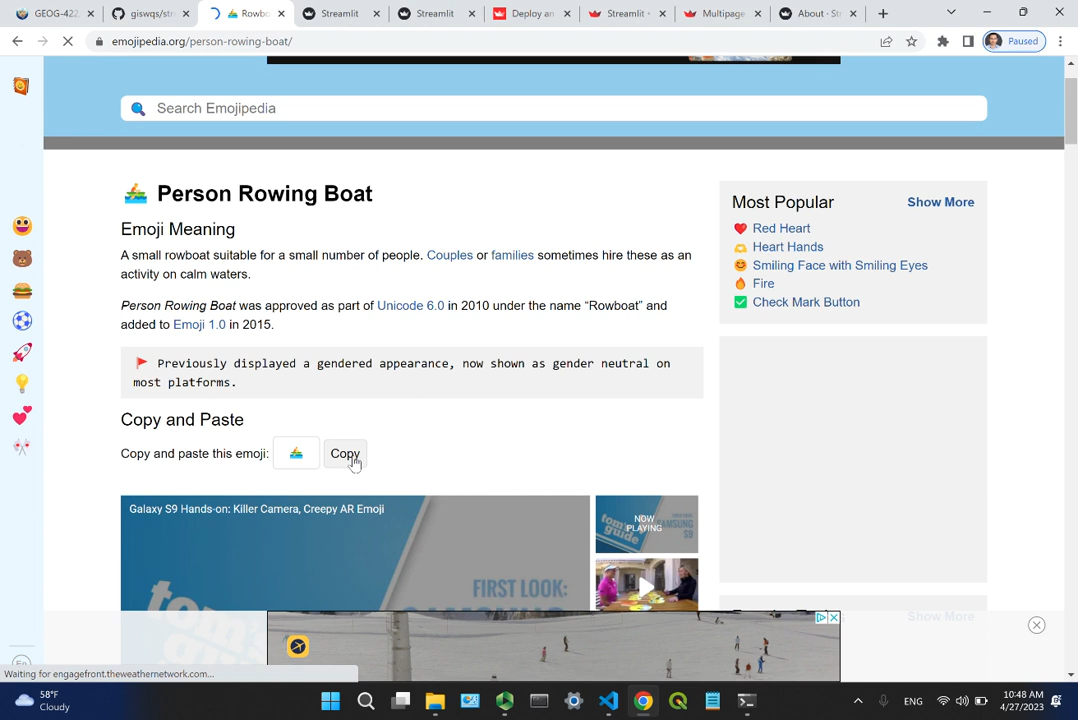 GEOG-422.
giswqs/stre
Rowbo
Streamlit
Streamlit
Deploy an
Streamlit •
Multipage
About - St
emojipedia.org/person-rowing-boat/
Paused
Search Emojipedia
Person Rowing Boat
Emoji Meaning
A small rowboat suitable for a small number of people. Couples or families sometimes hire these as an
activity on calm waters.
Person Rowing Boat was approved as part of Unicode 6.0 in 2010 under the name “Rowboat” and
added to Emoji 1.0 in 2015.
Previously displayed a gendered appearance, now shown as gender neutral on
most platforms.
Copy and Paste
Copy and paste this emoji:
Copy
Most Popular
Show More
Red Heart
Heart Hands
Smiling Face with Smiling Eyes
Fire
Check Mark Button
Galaxy S9 Hands-on: Killer Camera, Creepy AR Emoji
FIRST LOOK:
tom's
guide
NOW
PLAYING
Show More
En
Waiting for engagefront.theweathernetwork.com...
58°F
Cloudy
ENG
10:48 AM
4/27/2023